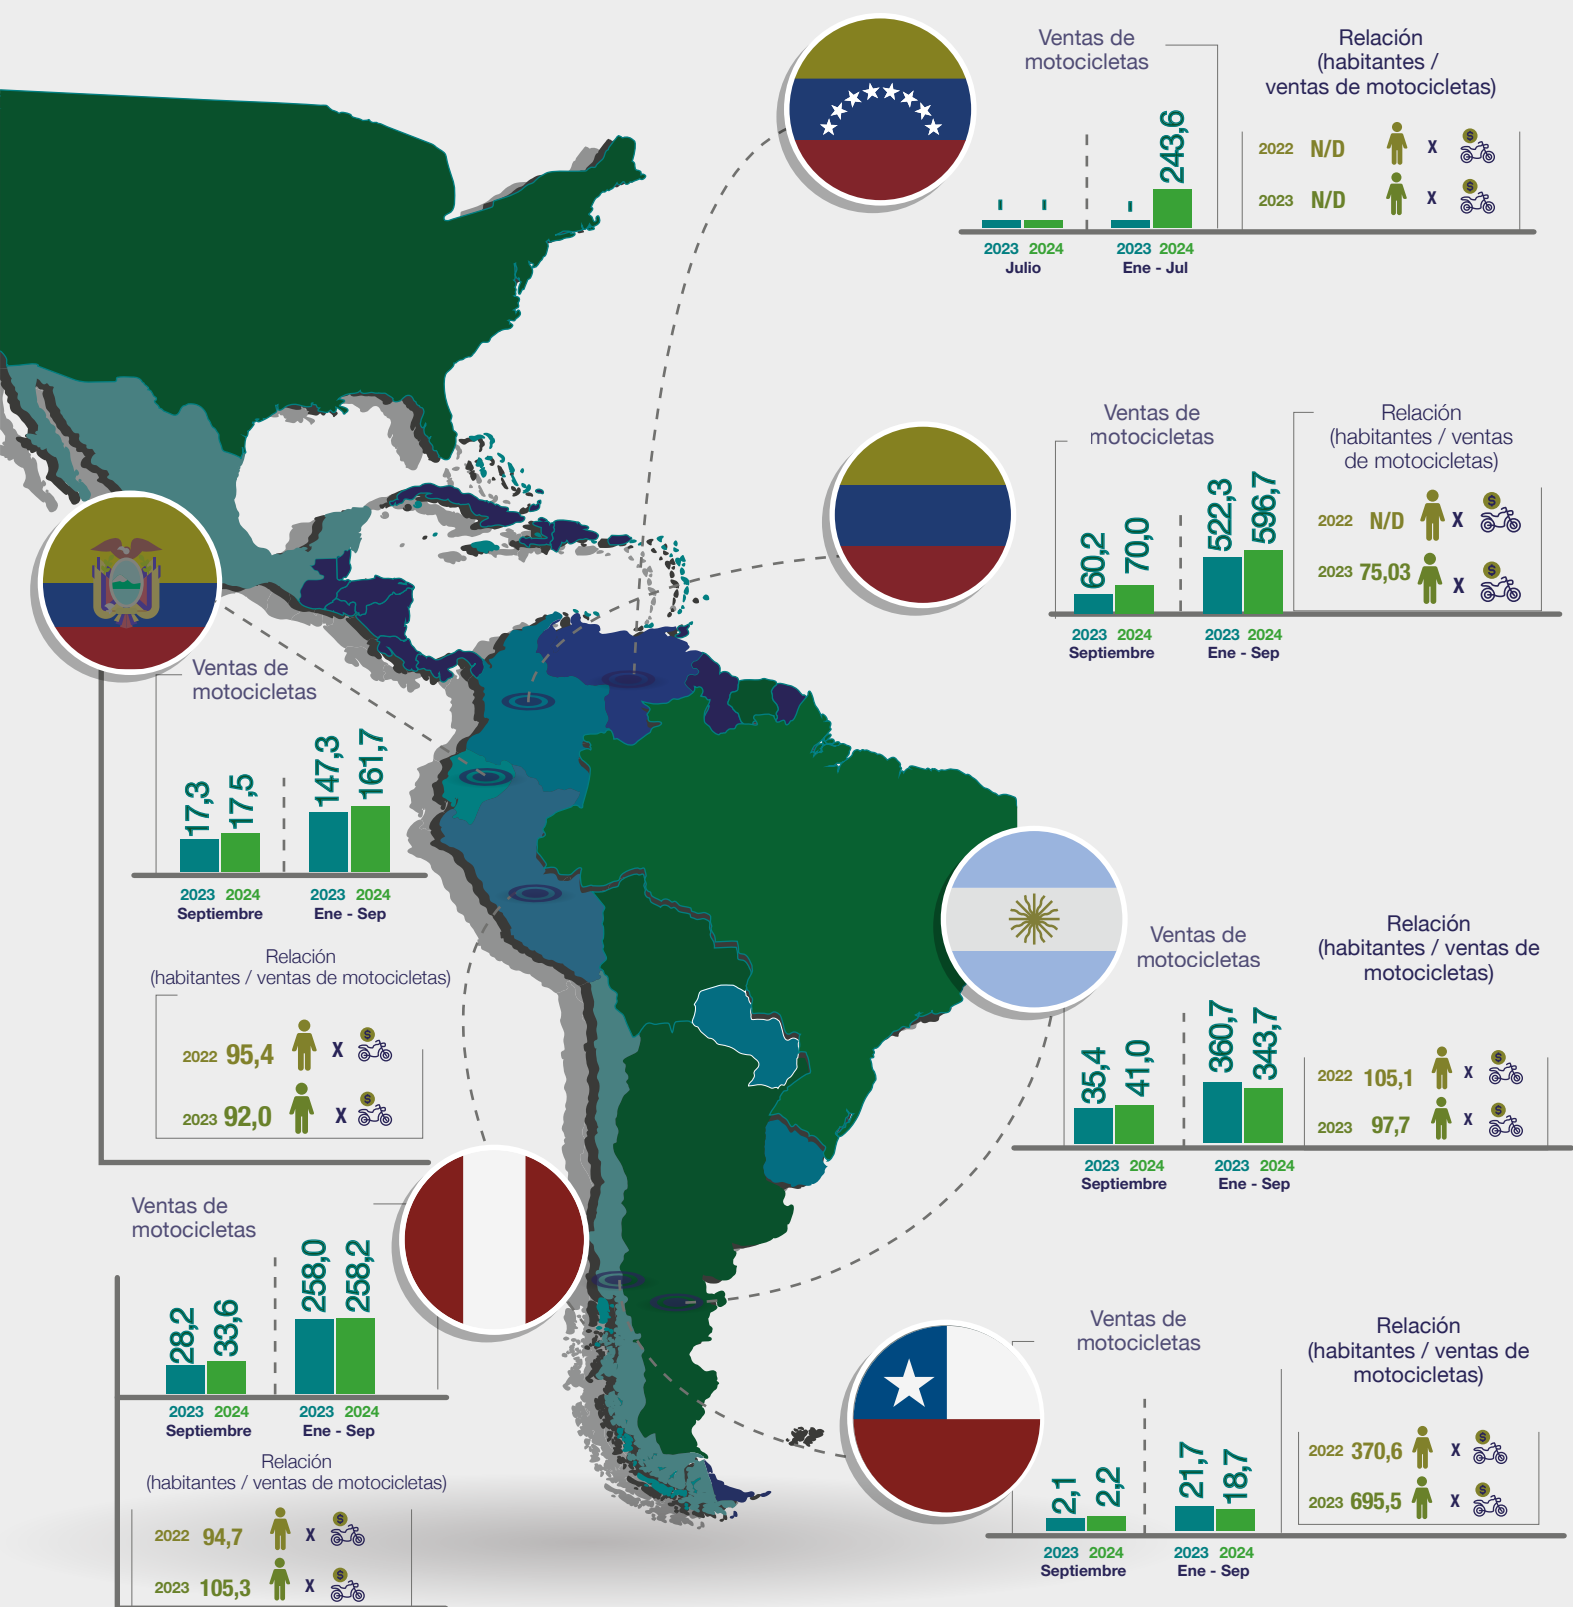 Ventas de
motocicletas
243,6
2023 2024
Julio
2023 2024
Ene - Jul
Relación
(habitantes /
ventas de motocicletas)
2022 N/D X $
2023 N/D X $
Ventas de
motocicletas
60,2
70,0
522,3
596,7
2023 2024
Septiembre
2023 2024
Ene - Sep
Relación
(habitantes / ventas
de motocicletas)
2022 N/D X $
2023 75,03 X $
Ventas de
motocicletas
17,3
17,5
147,3
161,7
2023 2024
Septiembre
2023 2024
Ene - Sep
Relación
(habitantes / ventas de motocicletas)
2022 95,4 X $
2023 92,0 X $
Ventas de
motocicletas
35,4
41,0
360,7
343,7
2023 2024
Septiembre
2023 2024
Ene - Sep
Relación
(habitantes / ventas de
motocicletas)
2022 105,1 X $
2023 97,7 X $
Ventas de
motocicletas
28,2
33,6
258,0
258,2
2023 2024
Septiembre
2023 2024
Ene - Sep
Relación
(habitantes / ventas de motocicletas)
2022 94,7 X $
2023 105,3 X $
Ventas de
motocicletas
2,1
2,2
21,7
18,7
2023 2024
Septiembre
2023 2024
Ene - Sep
Relación
(habitantes / ventas de
motocicletas)
2022 370,6 X $
2023 695,5 X $